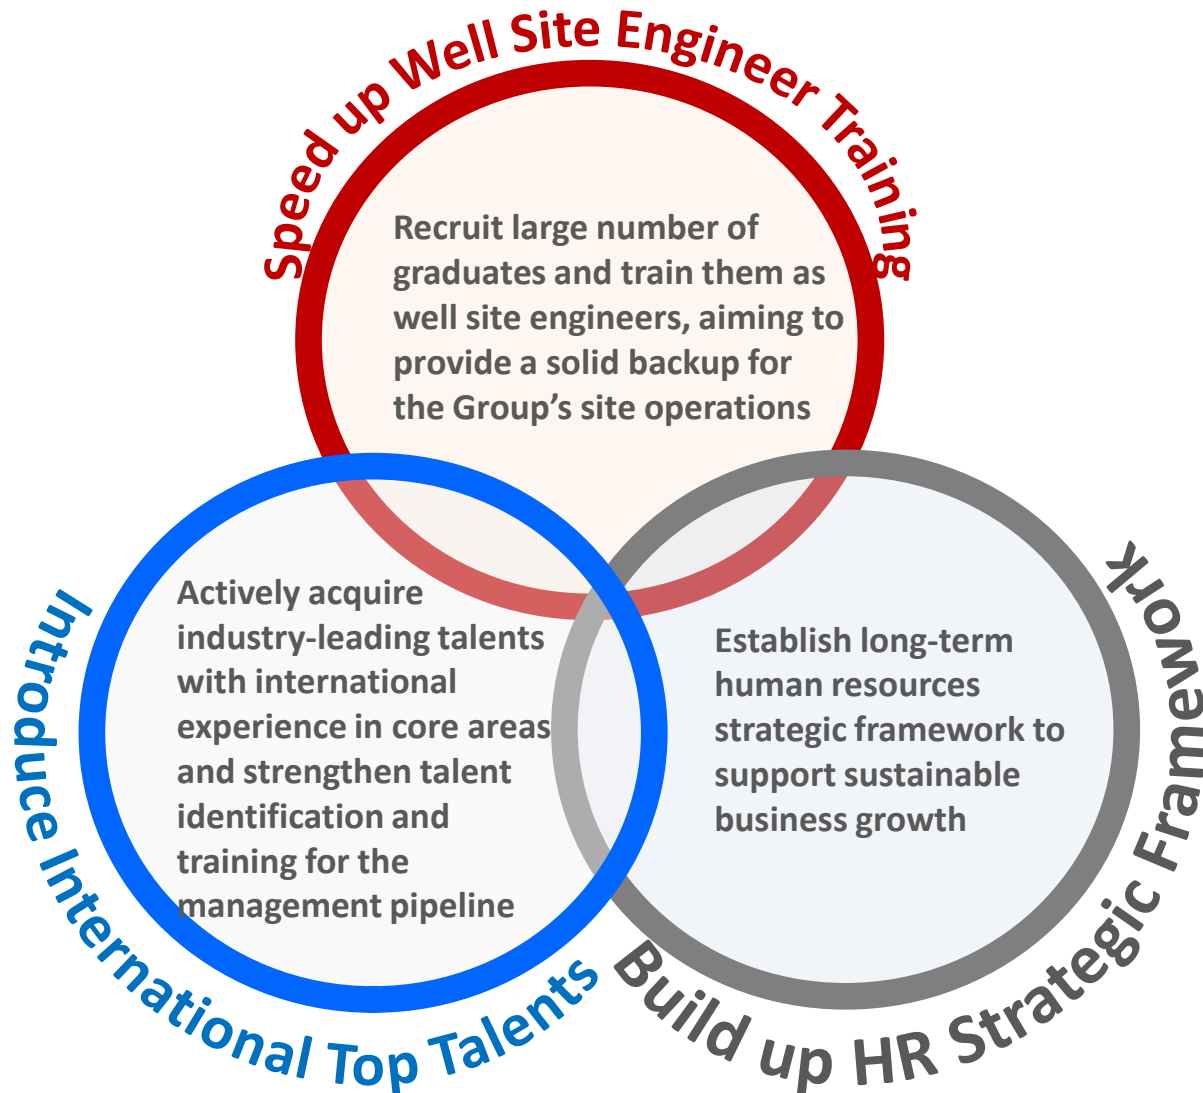 Speed up Well Site Engineer Training
Recruit large number of
graduates and train them as
well site engineers, aiming to
provide a solid backup for
the Group’s site operations
Introduce International Top Talents
Actively acquire
industry-leading talents
with international
experience in core areas
and strengthen talent
identification and
training for the
management pipeline
Build up HR Strategic Framework
Establish long-term
human resources
strategic framework to
support sustainable
business growth